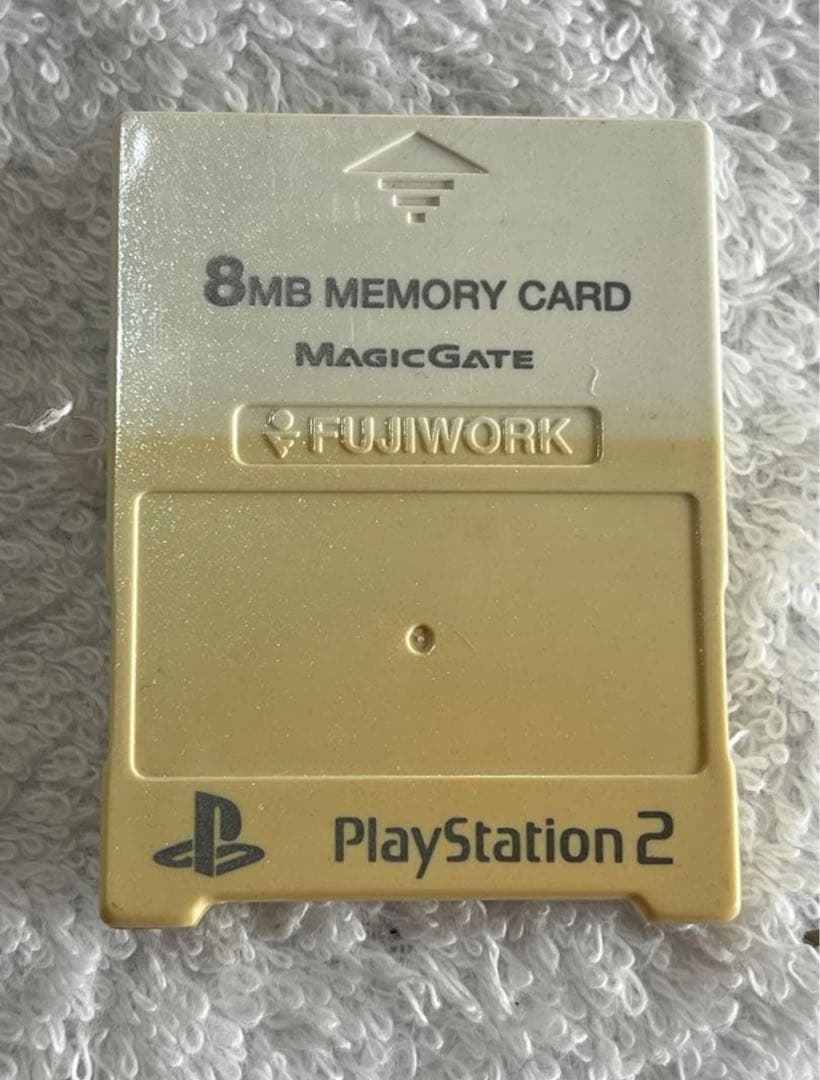 8MB MEMORY CARD
MAGICGATE
FUJIWORK
PlayStation 2